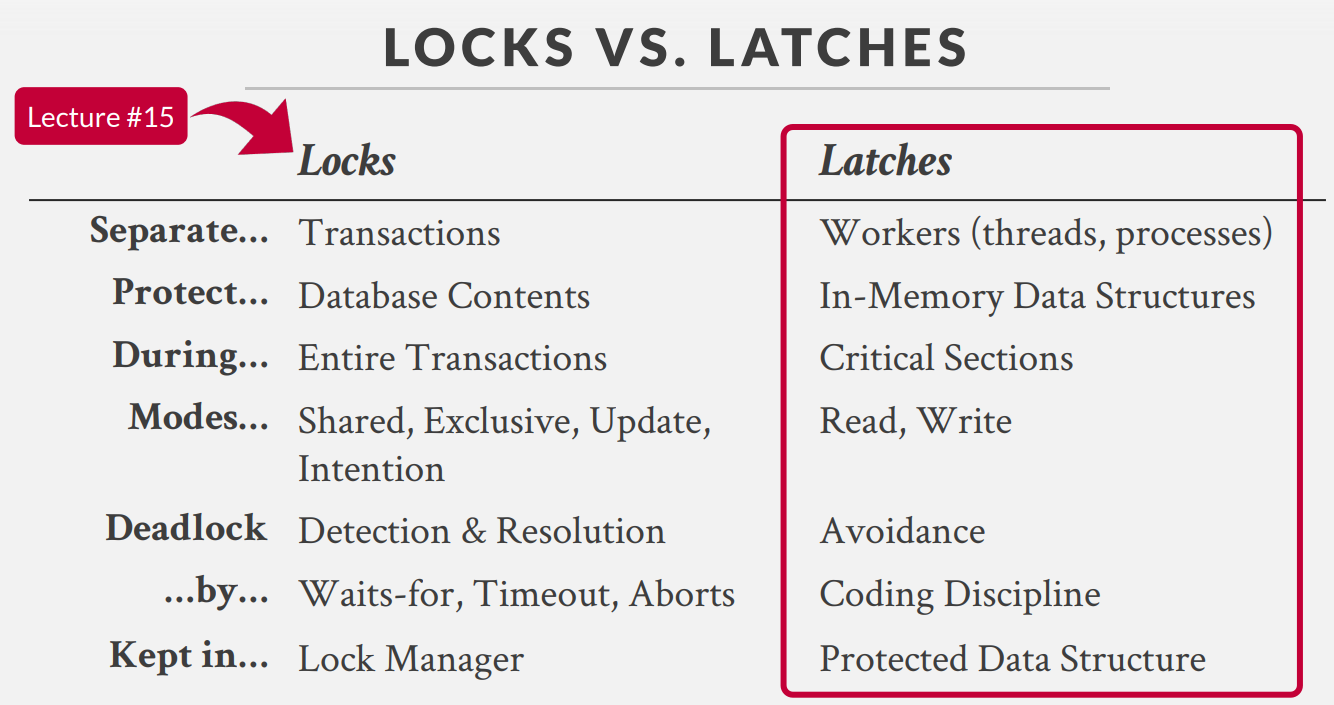 LOCKS VS. LATCHES
Lecture #15
Locks Latches
Separate... Transactions Workers (threads, processes)
Protect... Database Contents In-Memory Data Structures
During... Entire Transactions Critical Sections
Modes... Shared, Exclusive, Update, Read, Write
Intention
Deadlock Detection & Resolution Avoidance
...by... Waits-for, Timeout, Aborts Coding Discipline
Kept in... Lock Manager Protected Data Structure